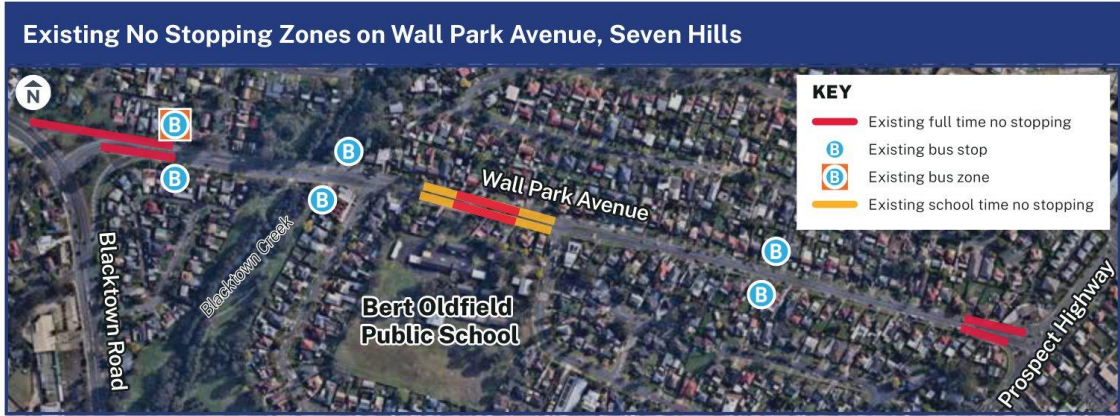 Existing No Stopping Zones on Wall Park Avenue, Seven Hills
N
KEY
Existing full time no stopping
B Existing bus stop
B Existing bus zone
Existing school time no stopping
B
B
B
B
Wall Park Avenue
B
B
Blacktown Road
Blacktown Creek
Bert Oldfield
Public School
Prospect Highway